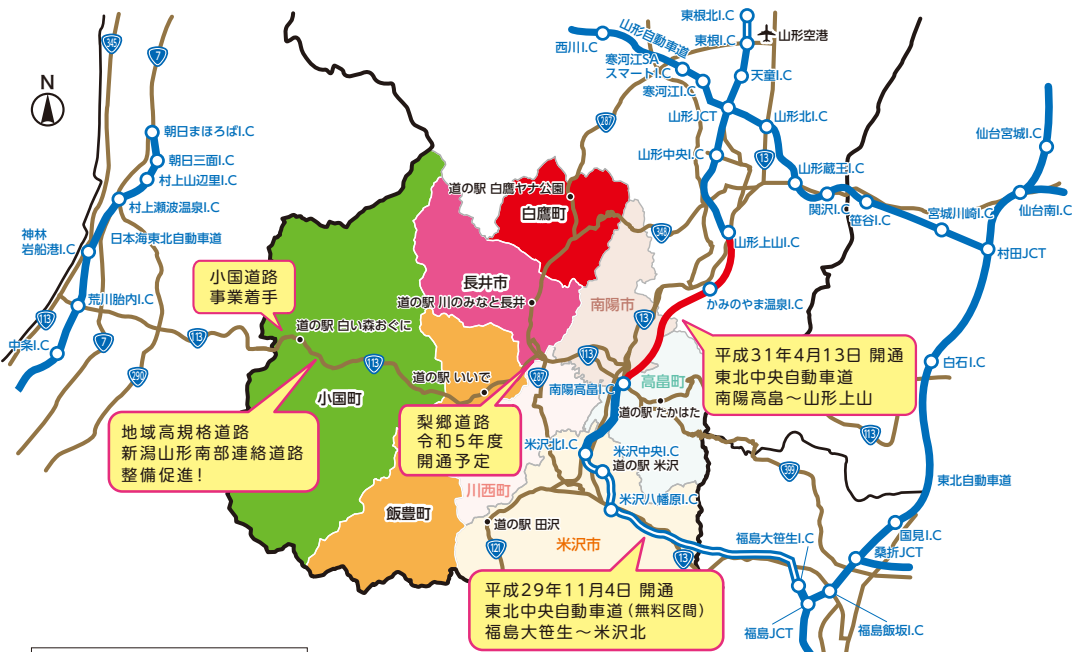 N
345
7
朝日まほろばI.C
朝日三面I.C
村上山辺里I.C
村上瀬波温泉I.C
日本海東北自動車道
神林
岩船港I.C
荒川胎内I.C
113
中条I.C
7
290
113
小国道路
事業着手
道の駅 白い森おぐに
113
小国町
地域高規格道路
新潟山形南部連絡道路
整備促進!
西川I.C
山形自動車道
寒河江SA
スマートI.C
寒河江I.C
東根北I.C
東根I.C
山形空港
天童I.C
山形JCT
山形北I.C
287
13
山形中央I.C
山形蔵王I.C
関沢I.C
笹谷I.C
宮城川崎I.C
仙台宮城I.C
仙台南I.C
村田JCT
道の駅 白鷹ヤナ公園
白鷹町
348
山形上山I.C
長井市
道の駅 川のみなと長井
南陽市
かみのやま温泉I.C
13
平成31年4月13日 開通
東北中央自動車道
南陽高畠~山形上山
白石I.C
113
道の駅 いいで
287
南陽高畠I.C
高畠町
道の駅 たかはた
梨郷道路
令和5年度
開通予定
米沢北I.C
米沢中央I.C
道の駅 米沢
113
399
川西町
米沢八幡原I.C
東北自動車道
飯豊町
道の駅 田沢
121
米沢市
13
福島大笹生I.C
国見I.C
桑折JCT
平成29年11月4日 開通
東北中央自動車道(無料区間)
福島大笹生~米沢北
福島JCT
福島飯坂I.C